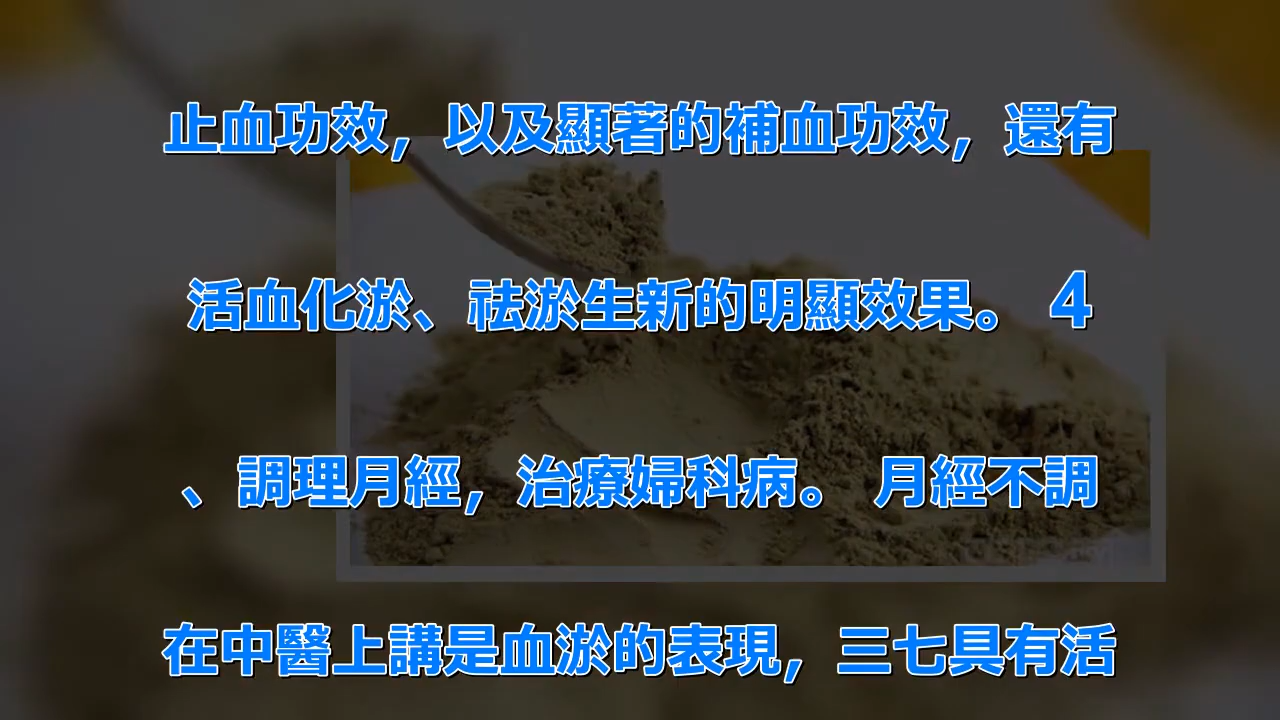 止血功效，以及顯著的補血功效，還有
活血化淤、祛淤生新的明顯效果。 4
、調理月經，治療婦科病。 月經不調
在中醫上講是血淤的表現，三七具有活